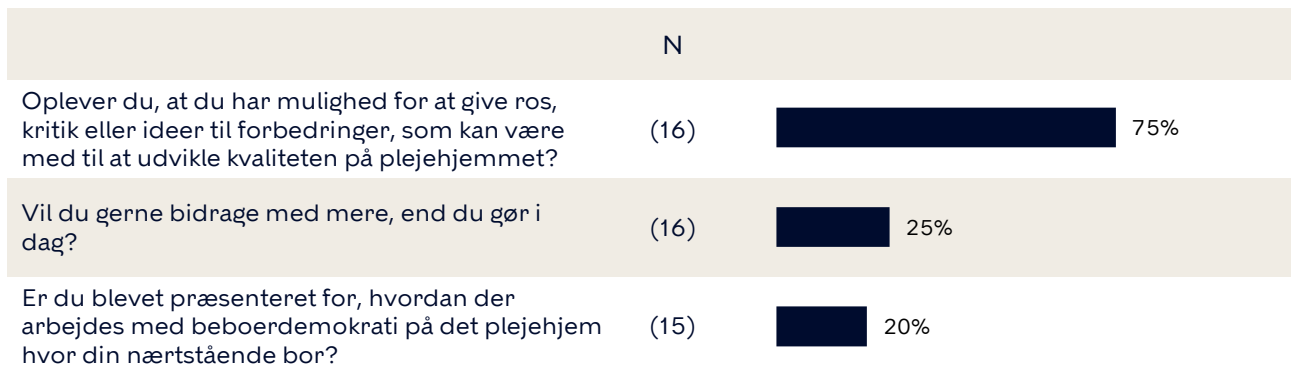 N
Oplever du, at du har mulighed for at give ros,
kritik eller ideer til forbedringer, som kan være
med til at udvikle kvaliteten på plejehjemmet?
(16)
75%
Vil du gerne bidrage med mere, end du gør i
dag?
(16)
25%
Er du blevet præsenteret for, hvordan der
arbejdes med beboerdemokrati på det plejehjem
hvor din nærtstående bor?
(15)
20%